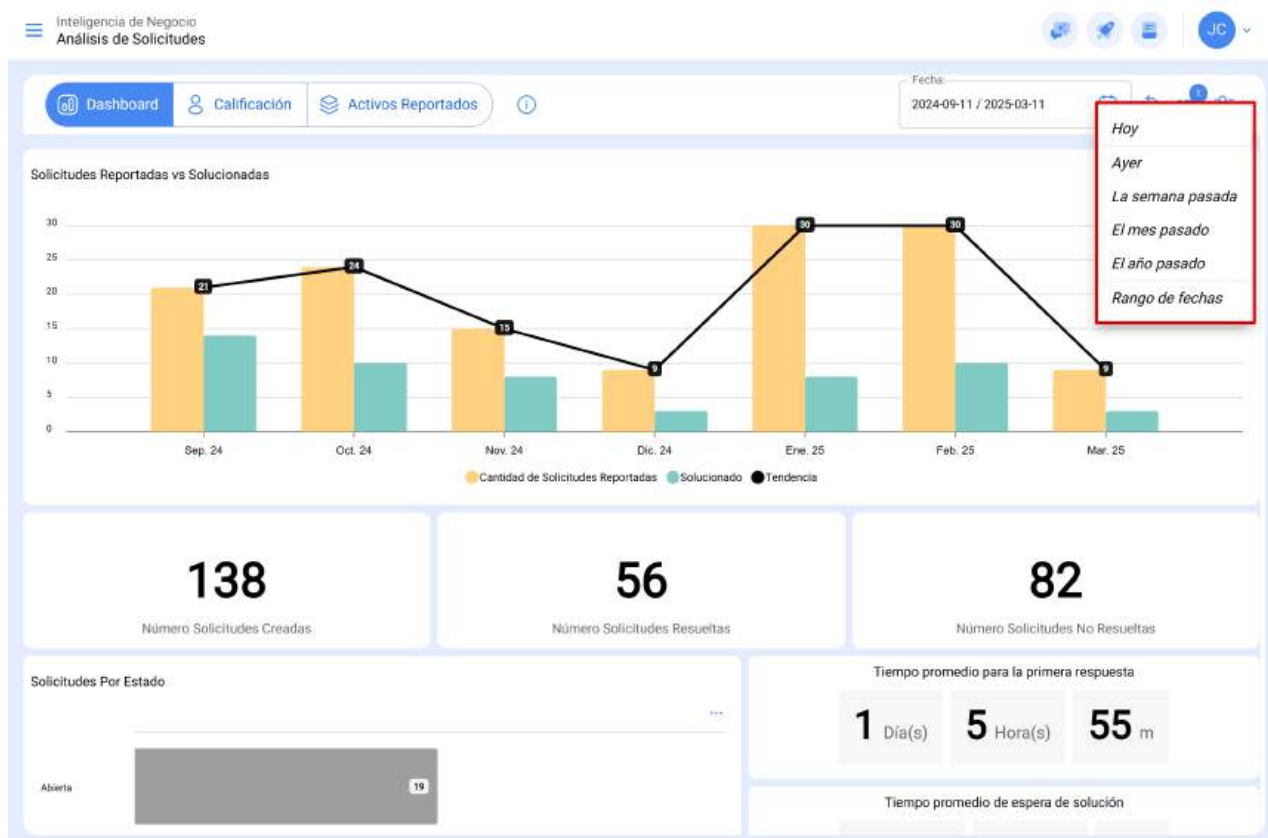 Inteligencia de Negocio
Análisis de Solicitudes
JC
Dashboard
Calificación
Activos Reportados
Fecha:
2024-09-11 / 2025-03-11
Hoy
Ayer
La semana pasada
El mes pasado
El año pasado
Rango de fechas
Solicitudes Reportadas vs Solucionadas
30
25
20
15
10
5
0
21
24
15
9
30
30
9
Sep. 24
Oct. 24
Nov. 24
Dic. 24
Ene. 25
Feb. 25
Mar. 25
Cantidad de Solicitudes Reportadas
Solucionado
Tendencia
138
Número Solicitudes Creadas
56
Número Solicitudes Resueltas
82
Número Solicitudes No Resueltas
Solicitudes Por Estado
...
Abierta
19
Tiempo promedio para la primera respuesta
1 Día(s) 5 Hora(s) 55 m
Tiempo promedio de espera de solución